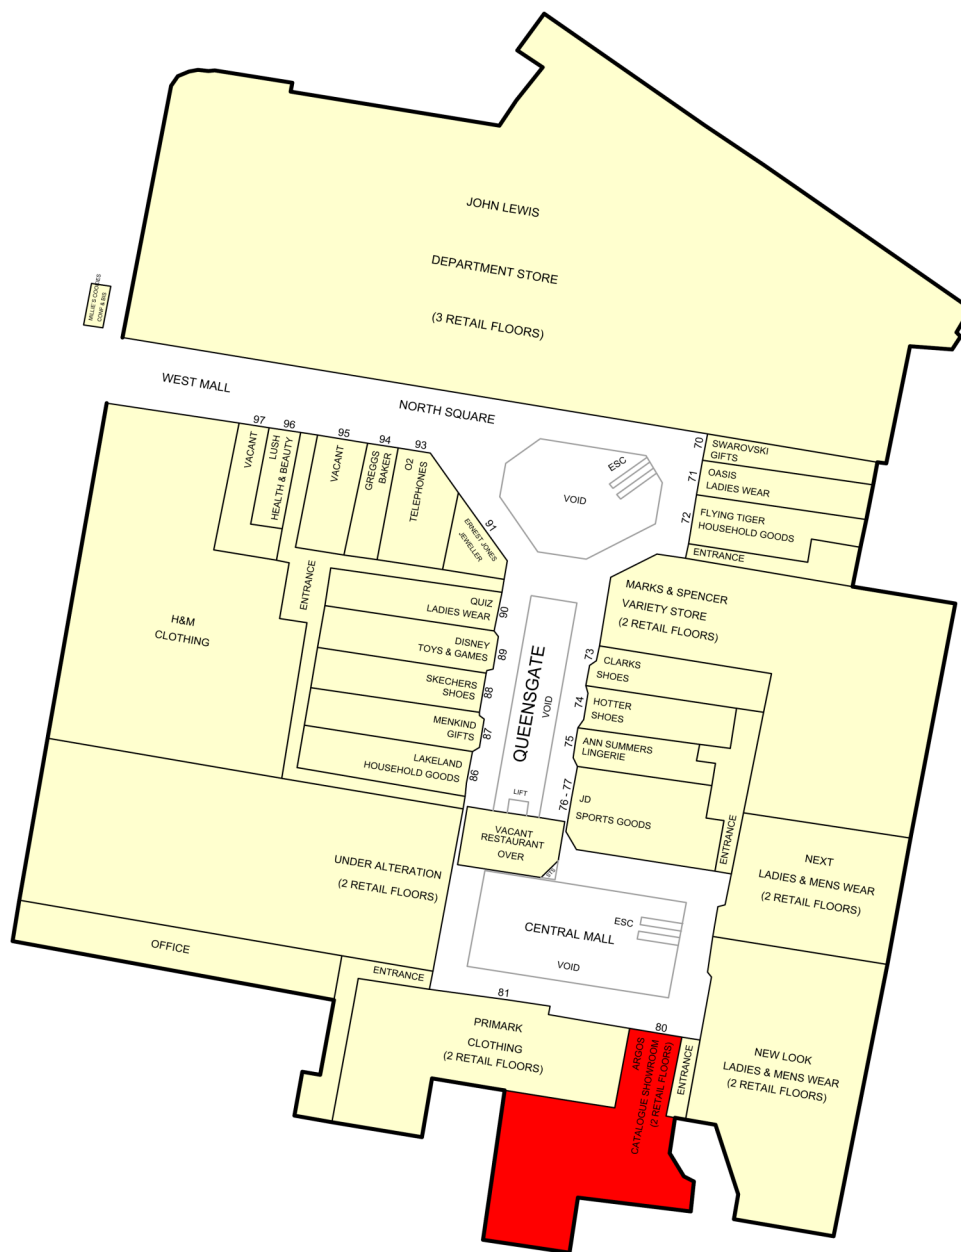 JOHN LEWIS
DEPARTMENT STORE
(3 RETAIL FLOORS)
MILLIE S COOKIES
CONF & BIS
WEST MALL
NORTH SQUARE
97
96
95
94
93
91
VACANT
LUSH
HEALTH & BEAUTY
VACANT
GREGGS
BAKER
O2
TELEPHONES
ERNEST JONES
JEWELLER
ESC
VOID
70
SWAROVSKI
GIFTS
71
OASIS
LADIES WEAR
72
FLYING TIGER
HOUSEHOLD GOODS
ENTRANCE
MARKS & SPENCER
VARIETY STORE
(2 RETAIL FLOORS)
H&M
CLOTHING
ENTRANCE
QUIZ
LADIES WEAR
90
DISNEY
TOYS & GAMES
89
SKECHERS
SHOES
88
MENKIND
GIFTS
87
LAKELAND
HOUSEHOLD GOODS
86
QUEENSGATE
VOID
LIFT
73
CLARKS
SHOES
74
HOTTER
SHOES
75
ANN SUMMERS
LINGERIE
76 - 77
JD
SPORTS GOODS
ENTRANCE
VACANT
RESTAURANT
OVER
STS
NEXT
LADIES & MENS WEAR
(2 RETAIL FLOORS)
UNDER ALTERATION
(2 RETAIL FLOORS)
OFFICE
ENTRANCE
CENTRAL MALL
ESC
VOID
81
80
PRIMARK
CLOTHING
(2 RETAIL FLOORS)
ARGOS
CATALOGUE SHOWROOM
(2 RETAIL FLOORS)
ENTRANCE
NEW LOOK
LADIES & MENS WEAR
(2 RETAIL FLOORS)